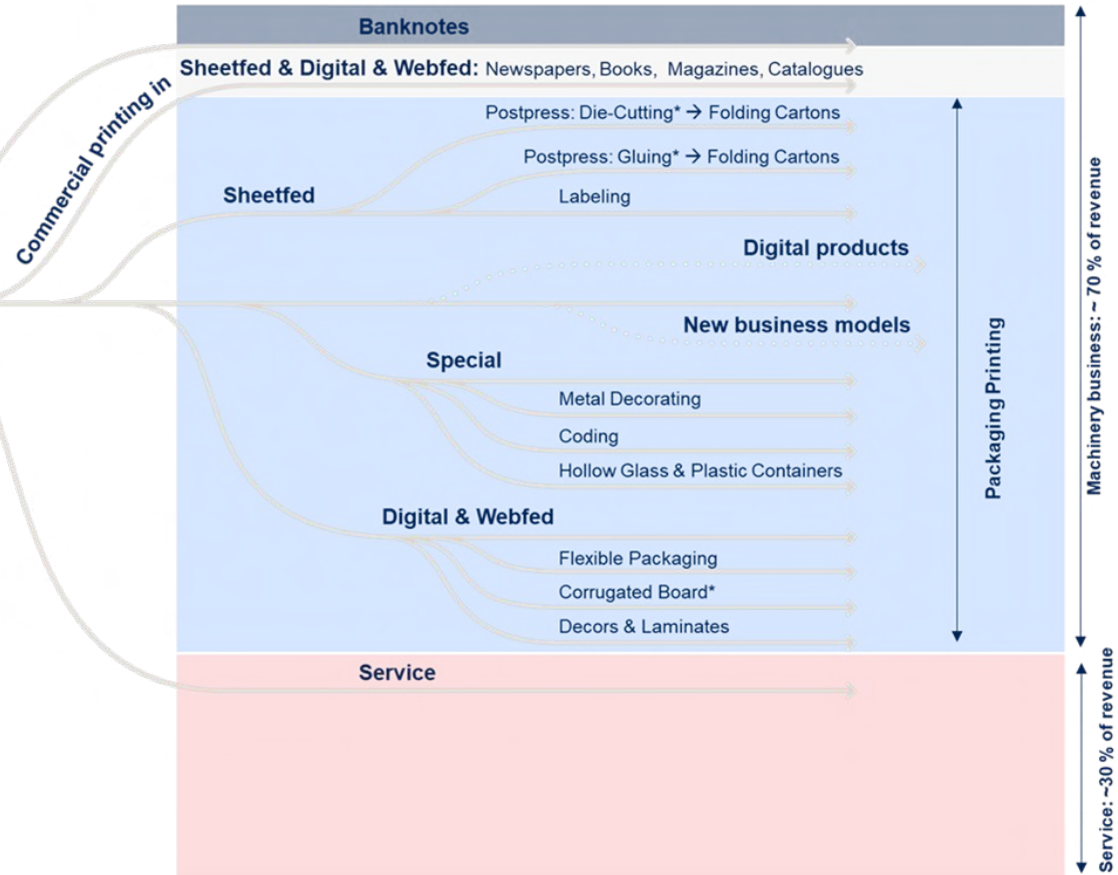 Banknotes
Commercial printing in
Sheetfed & Digital & Webfed: Newspapers, Books, Magazines, Catalogues
Postpress: Die-Cutting* → Folding Cartons
Postpress: Gluing* → Folding Cartons
Sheetfed
Labeling
Digital products
New business models
Special
Metal Decorating
Coding
Hollow Glass & Plastic Containers
Digital & Webfed
Flexible Packaging
Corrugated Board*
Decors & Laminates
Packaging Printing
Machinery business: ~ 70 % of revenue
Service
Service: ~30 % of revenue